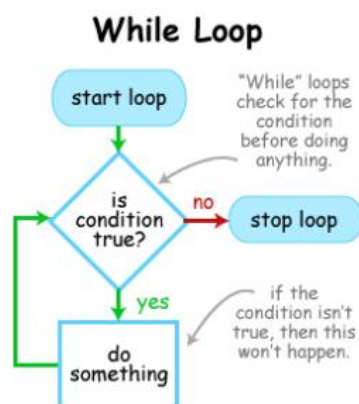 While Loop
start loop
"While" loops
check for the
condition
before doing
anything.
is
condition
true?
no
stop loop
yes
if the
condition isn't
true, then this
won't happen.
do
something